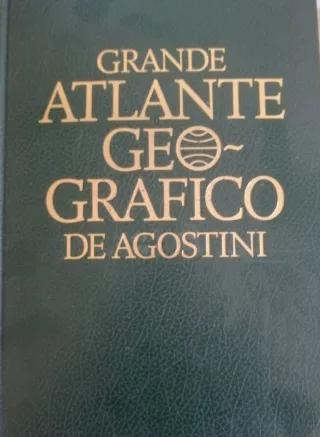 GRANDE
ATLANTE
GEO~
GRAFICO
DE AGOSTINI